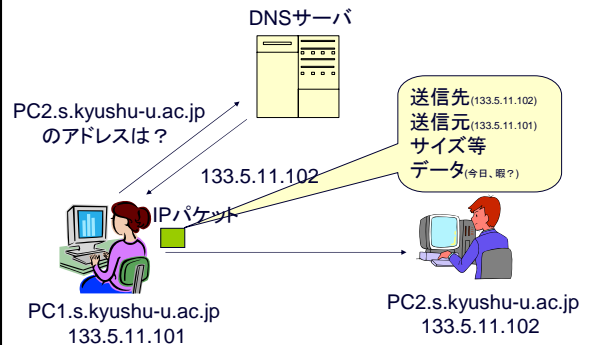 DNSサーバ
PC2.s.kyushu-u.ac.jp
のアドレスは？
133.5.11.102
送信先(133.5.11.102)
送信元(133.5.11.101)
サイズ等
データ(今日、暇？)
IPパケット
PC1.s.kyushu-u.ac.jp
133.5.11.101
PC2.s.kyushu-u.ac.jp
133.5.11.102